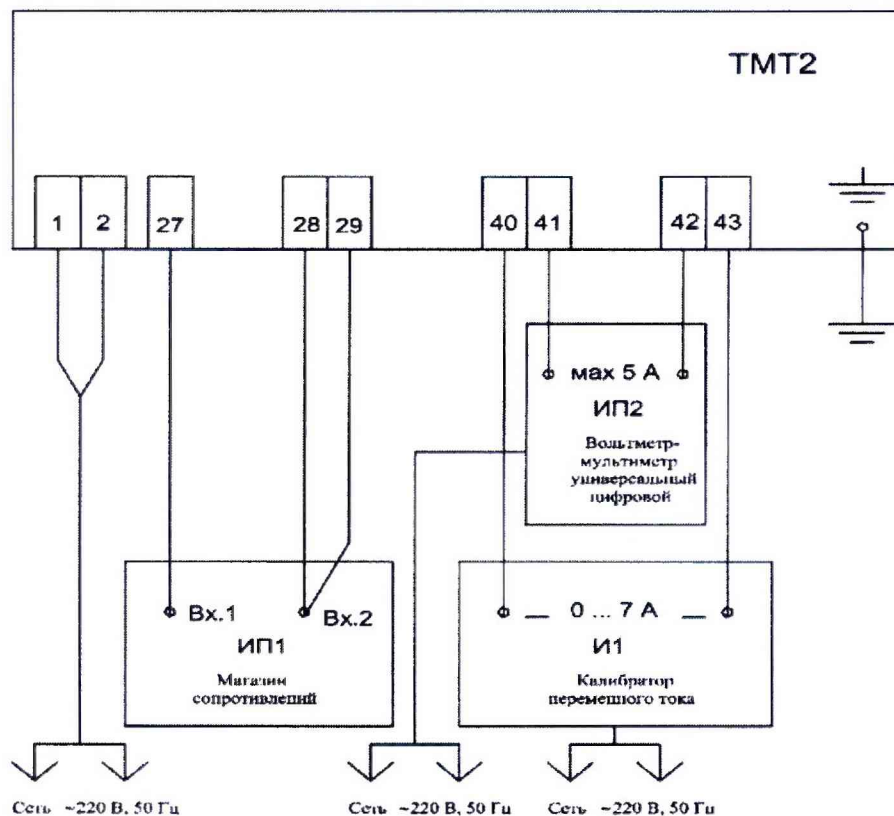 ТМТ2
1 2 27 28 29 40 41 42 43
мах 5 А
ИП2
Вольтметр-
мультиметр
универсальный
цифровой
Вх.1 Вх.2
ИП1
Магазин
сопротивлений
0 ... 7 А
И1
Калибратор
переменного тока
Сеть ~220 В, 50 Гц Сеть ~220 В, 50 Гц Сеть ~220 В, 50 Гц